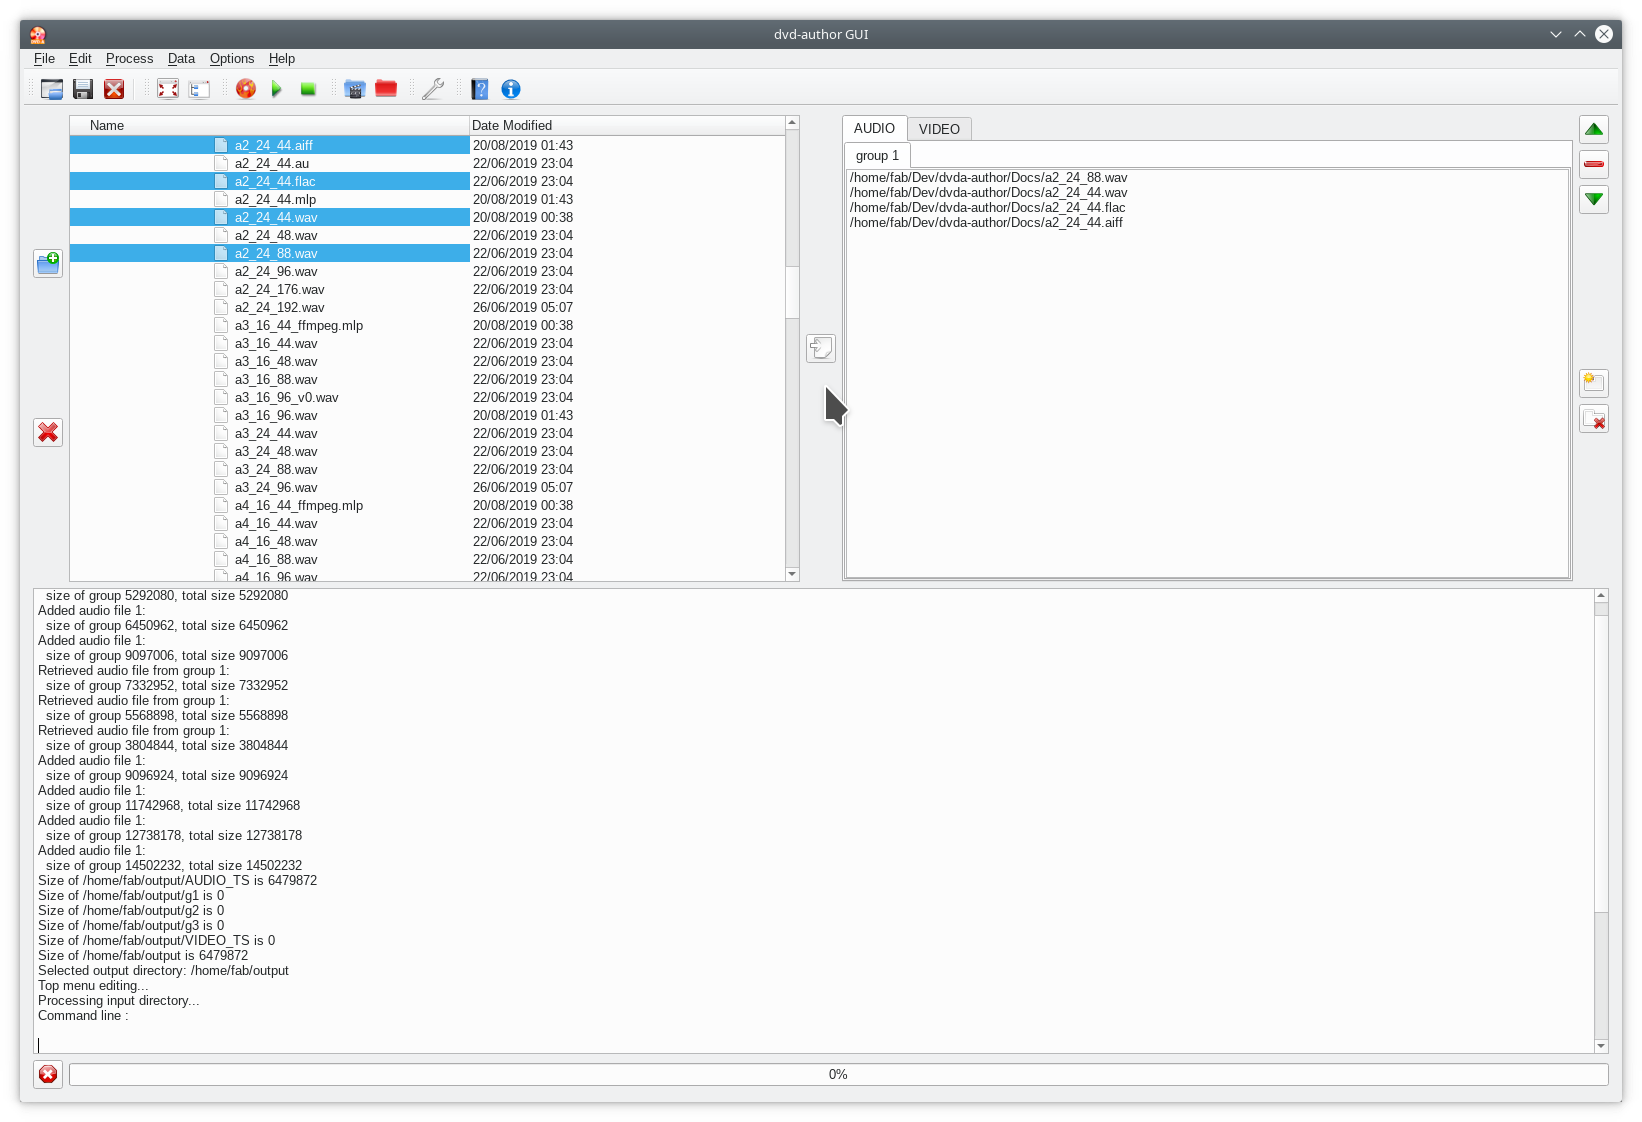 dvd-author GUI
File Edit Process Data Options Help
Name Date Modified
a2_24_44.aiff 20/08/2019 01:43
a2_24_44.au 22/06/2019 23:04
a2_24_44.flac 22/06/2019 23:04
a2_24_44.mlp 20/08/2019 01:43
a2_24_44.wav 20/08/2019 00:38
a2_24_48.wav 22/06/2019 23:04
a2_24_88.wav 22/06/2019 23:04
a2_24_96.wav 22/06/2019 23:04
a2_24_176.wav 22/06/2019 23:04
a2_24_192.wav 26/06/2019 05:07
a3_16_44_ffmpeg.mlp 20/08/2019 00:38
a3_16_44.wav 22/06/2019 23:04
a3_16_48.wav 22/06/2019 23:04
a3_16_88.wav 22/06/2019 23:04
a3_16_96_v0.wav 22/06/2019 23:04
a3_16_96.wav 20/08/2019 01:43
a3_24_44.wav 22/06/2019 23:04
a3_24_48.wav 22/06/2019 23:04
a3_24_88.wav 22/06/2019 23:04
a3_24_96.wav 26/06/2019 05:07
a4_16_44_ffmpeg.mlp 20/08/2019 00:38
a4_16_44.wav 22/06/2019 23:04
a4_16_48.wav 22/06/2019 23:04
a4_16_88.wav 22/06/2019 23:04
a4_16_96.wav 22/06/2019 23:04
AUDIO VIDEO
group 1
/home/fab/Dev/dvda-author/Docs/a2_24_88.wav
/home/fab/Dev/dvda-author/Docs/a2_24_44.wav
/home/fab/Dev/dvda-author/Docs/a2_24_44.flac
/home/fab/Dev/dvda-author/Docs/a2_24_44.aiff
size of group 5292080, total size 5292080
Added audio file 1:
size of group 6450962, total size 6450962
Added audio file 1:
size of group 9097006, total size 9097006
Retrieved audio file from group 1:
size of group 7332952, total size 7332952
Retrieved audio file from group 1:
size of group 5568898, total size 5568898
Retrieved audio file from group 1:
size of group 3804844, total size 3804844
Added audio file 1:
size of group 9096924, total size 9096924
Added audio file 1:
size of group 11742968, total size 11742968
Added audio file 1:
size of group 12738178, total size 12738178
Added audio file 1:
size of group 14502232, total size 14502232
Size of /home/fab/output/AUDIO_TS is 6479872
Size of /home/fab/output/g1 is 0
Size of /home/fab/output/g2 is 0
Size of /home/fab/output/g3 is 0
Size of /home/fab/output/VIDEO_TS is 0
Size of /home/fab/output is 6479872
Selected output directory: /home/fab/output
Top menu editing...
Processing input directory...
Command line :
0%